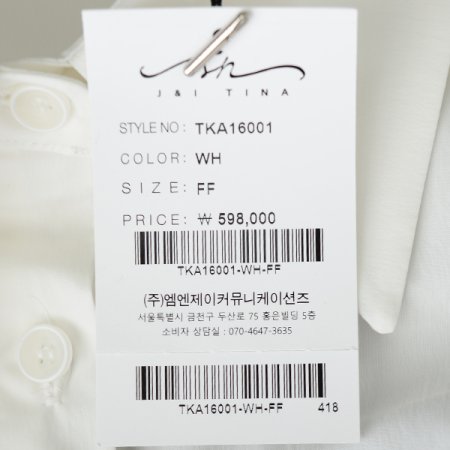 J & I TINA
STYLE NO : TKA16001
COLOR: WH
SIZE: FF
PRICE: ₩ 598,000
TKA16001-WH-FF
(주)엠엔제이커뮤니케이션즈
서울특별시 금천구 두산로 75 홍은빌딩 5층
소비자 상담실 : 070-4647-3635
TKA16001-WH-FF 418